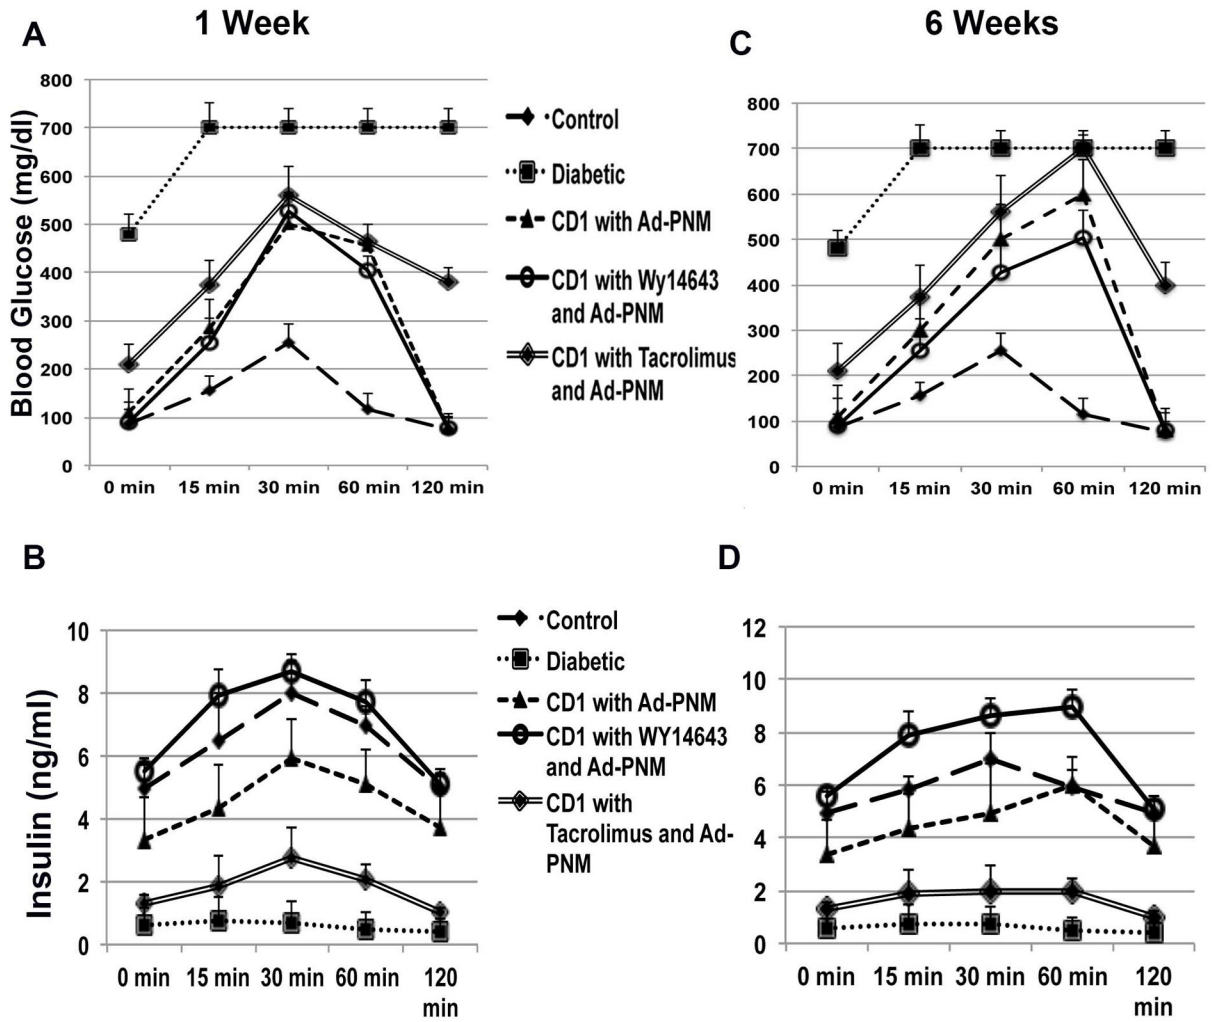 A
1 Week
C
6 Weeks
Blood Glucose (mg/dl)
800
700
600
500
400
300
200
100
0
0 min 15 min 30 min 60 min 120 min
Control
Diabetic
CD1 with Ad-PNM
CD1 with Wy14643
and Ad-PNM
CD1 with Tacrolimus
and Ad-PNM
800
700
600
500
400
300
200
100
0
0 min 15 min 30 min 60 min 120 min
B
D
Insulin (ng/ml)
10
8
6
4
2
0
0 min 15 min 30 min 60 min 120
min
Control
Diabetic
CD1 with Ad-PNM
CD1 with WY14643
and Ad-PNM
CD1 with
Tacrolimus and Ad-
PNM
12
10
8
6
4
2
0
0 min 15 min 30 min 60 min 120
min